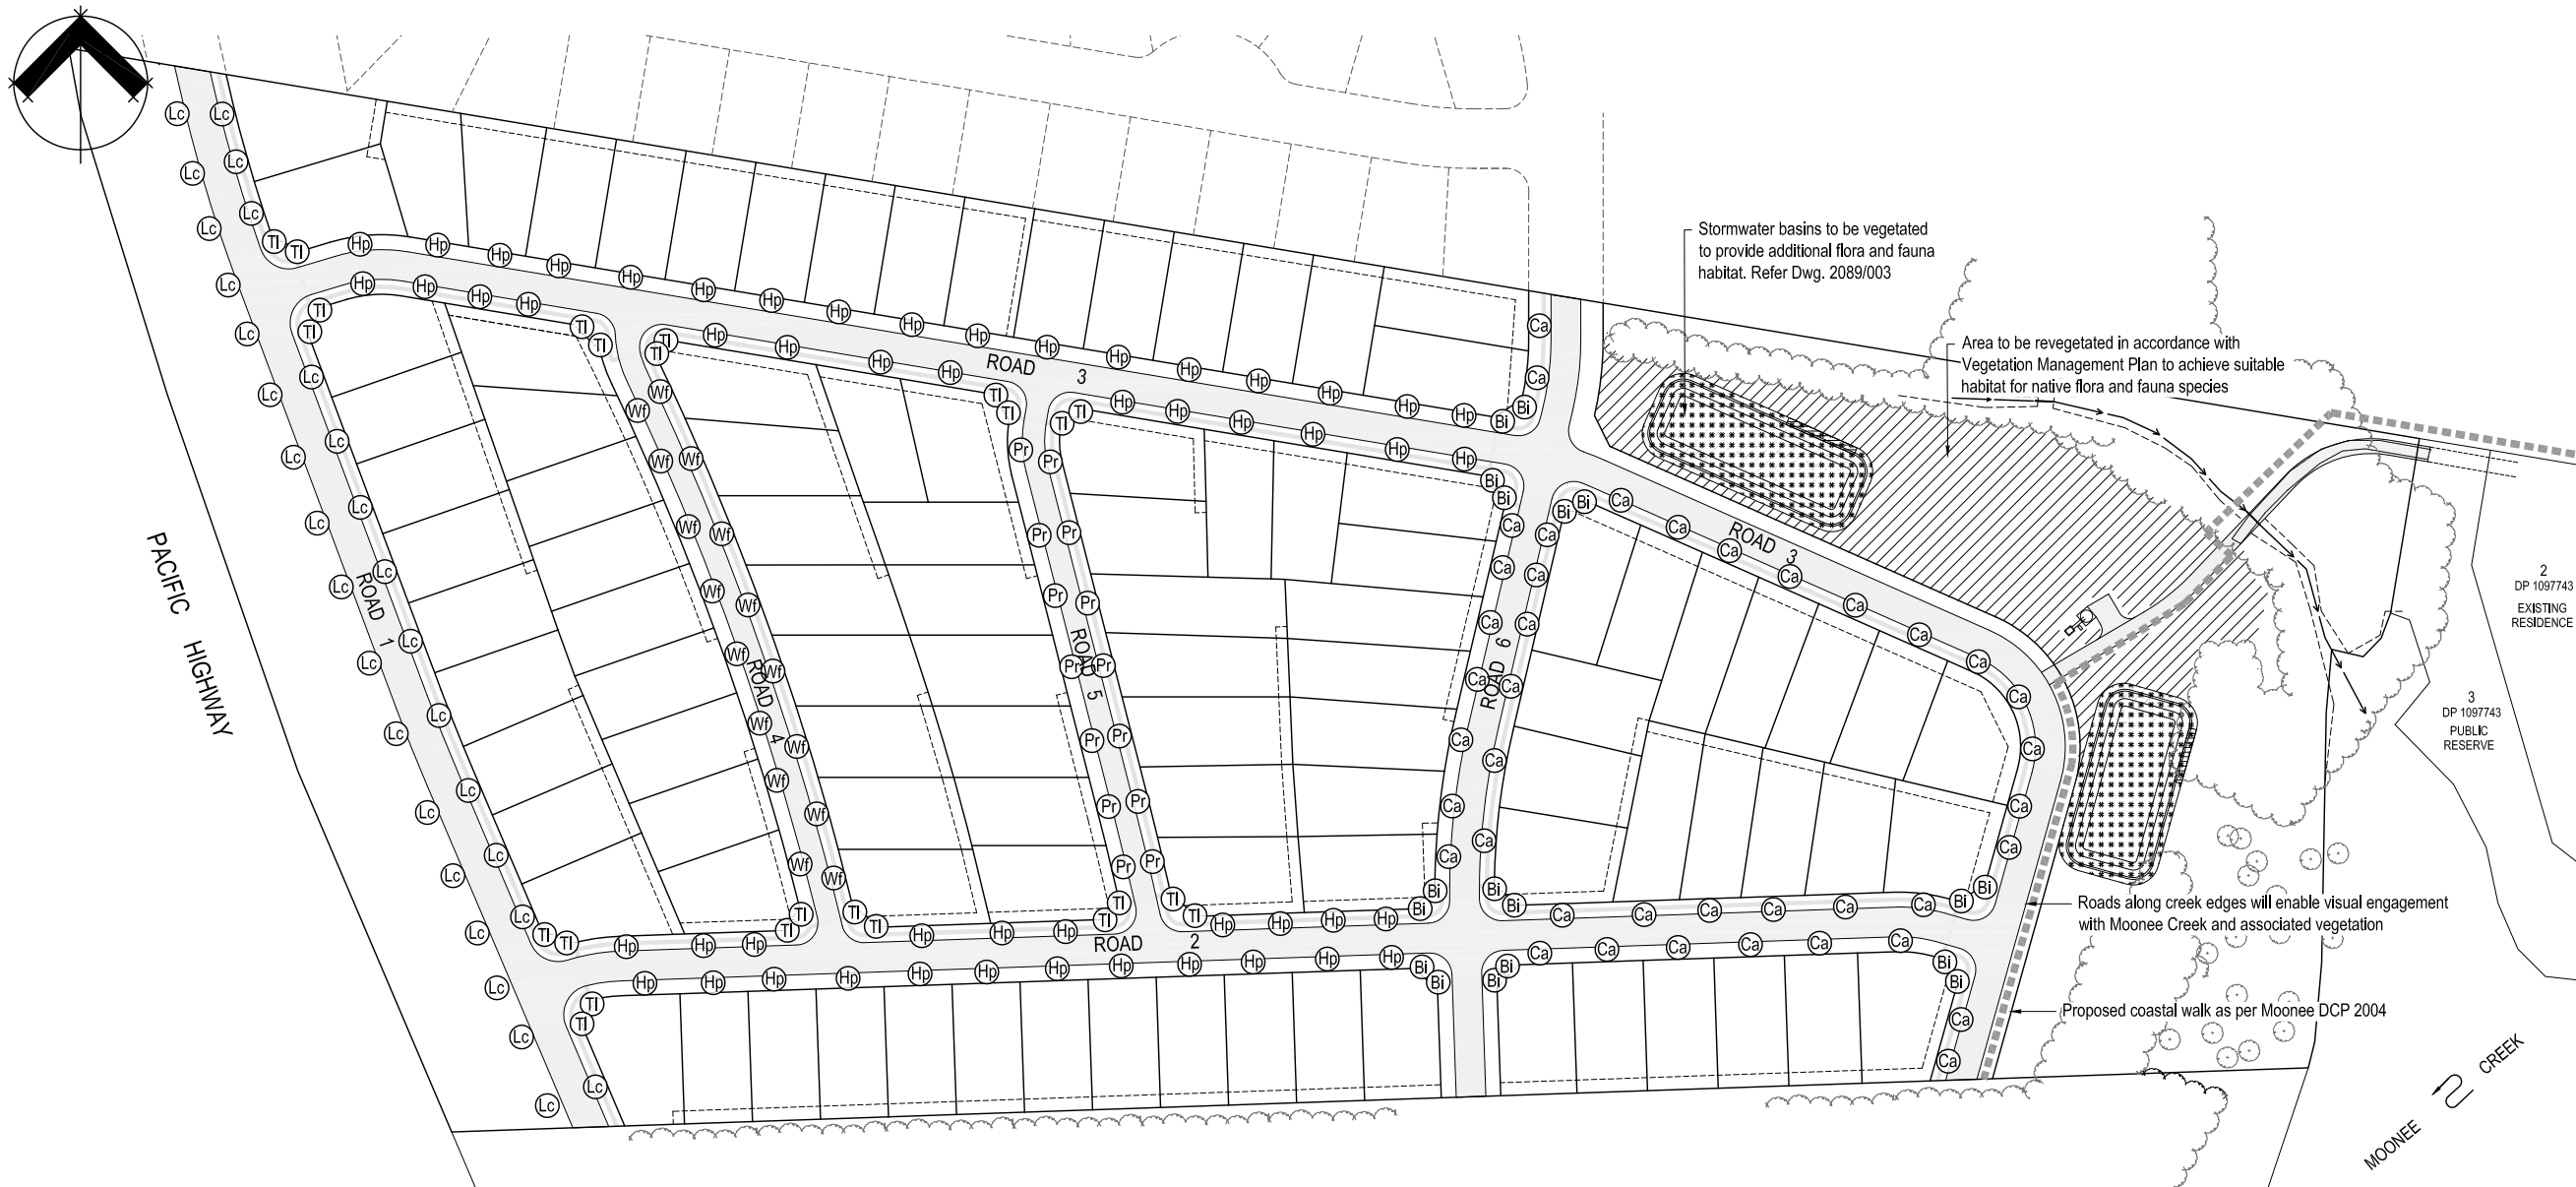 Stormwater basins to be vegetated
to provide additional flora and fauna
habitat. Refer Dwg. 2089/003
Area to be revegetated in accordance with
Vegetation Management Plan to achieve suitable
habitat for native flora and fauna species
PACIFIC HIGHWAY
ROAD 1
ROAD 3
ROAD 4
ROAD 5
ROAD 6
ROAD 3
ROAD 2
2
DP 1097743
EXISTING
RESIDENCE
3
DP 1097743
PUBLIC
RESERVE
Roads along creek edges will enable visual engagement
with Moonee Creek and associated vegetation
Proposed coastal walk as per Moonee DCP 2004
MOONEE CREEK
Lc
Tl
Hp
Wf
Pr
Bi
Ca